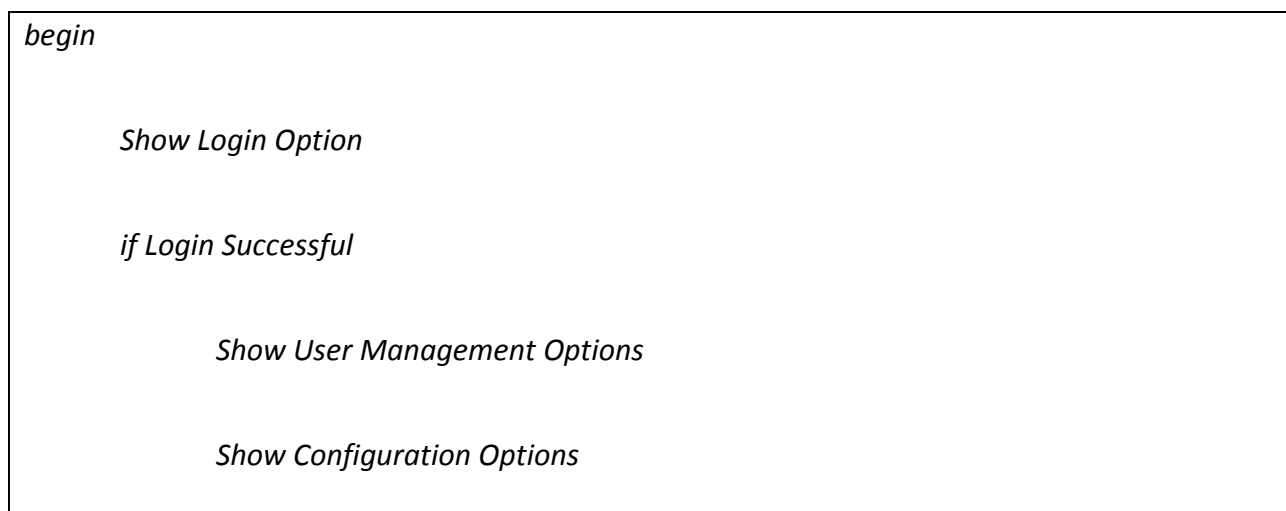 begin
Show Login Option
if Login Successful
Show User Management Options
Show Configuration Options